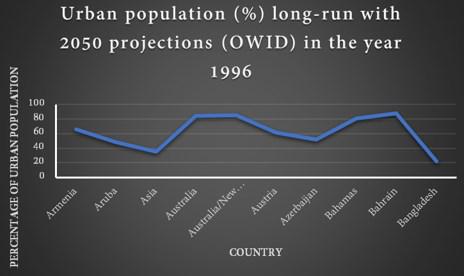 Urban population (%) long-run with
2050 projections (OWID) in the year
1996
PERCENTAGE OF URBAN POPULATION
100
80
60
40
20
0
Armenia
Aruba
Asia
Australia
Australia/New...
Austria
Azerbaijan
Bahamas
Bahrain
Bangladesh
COUNTRY